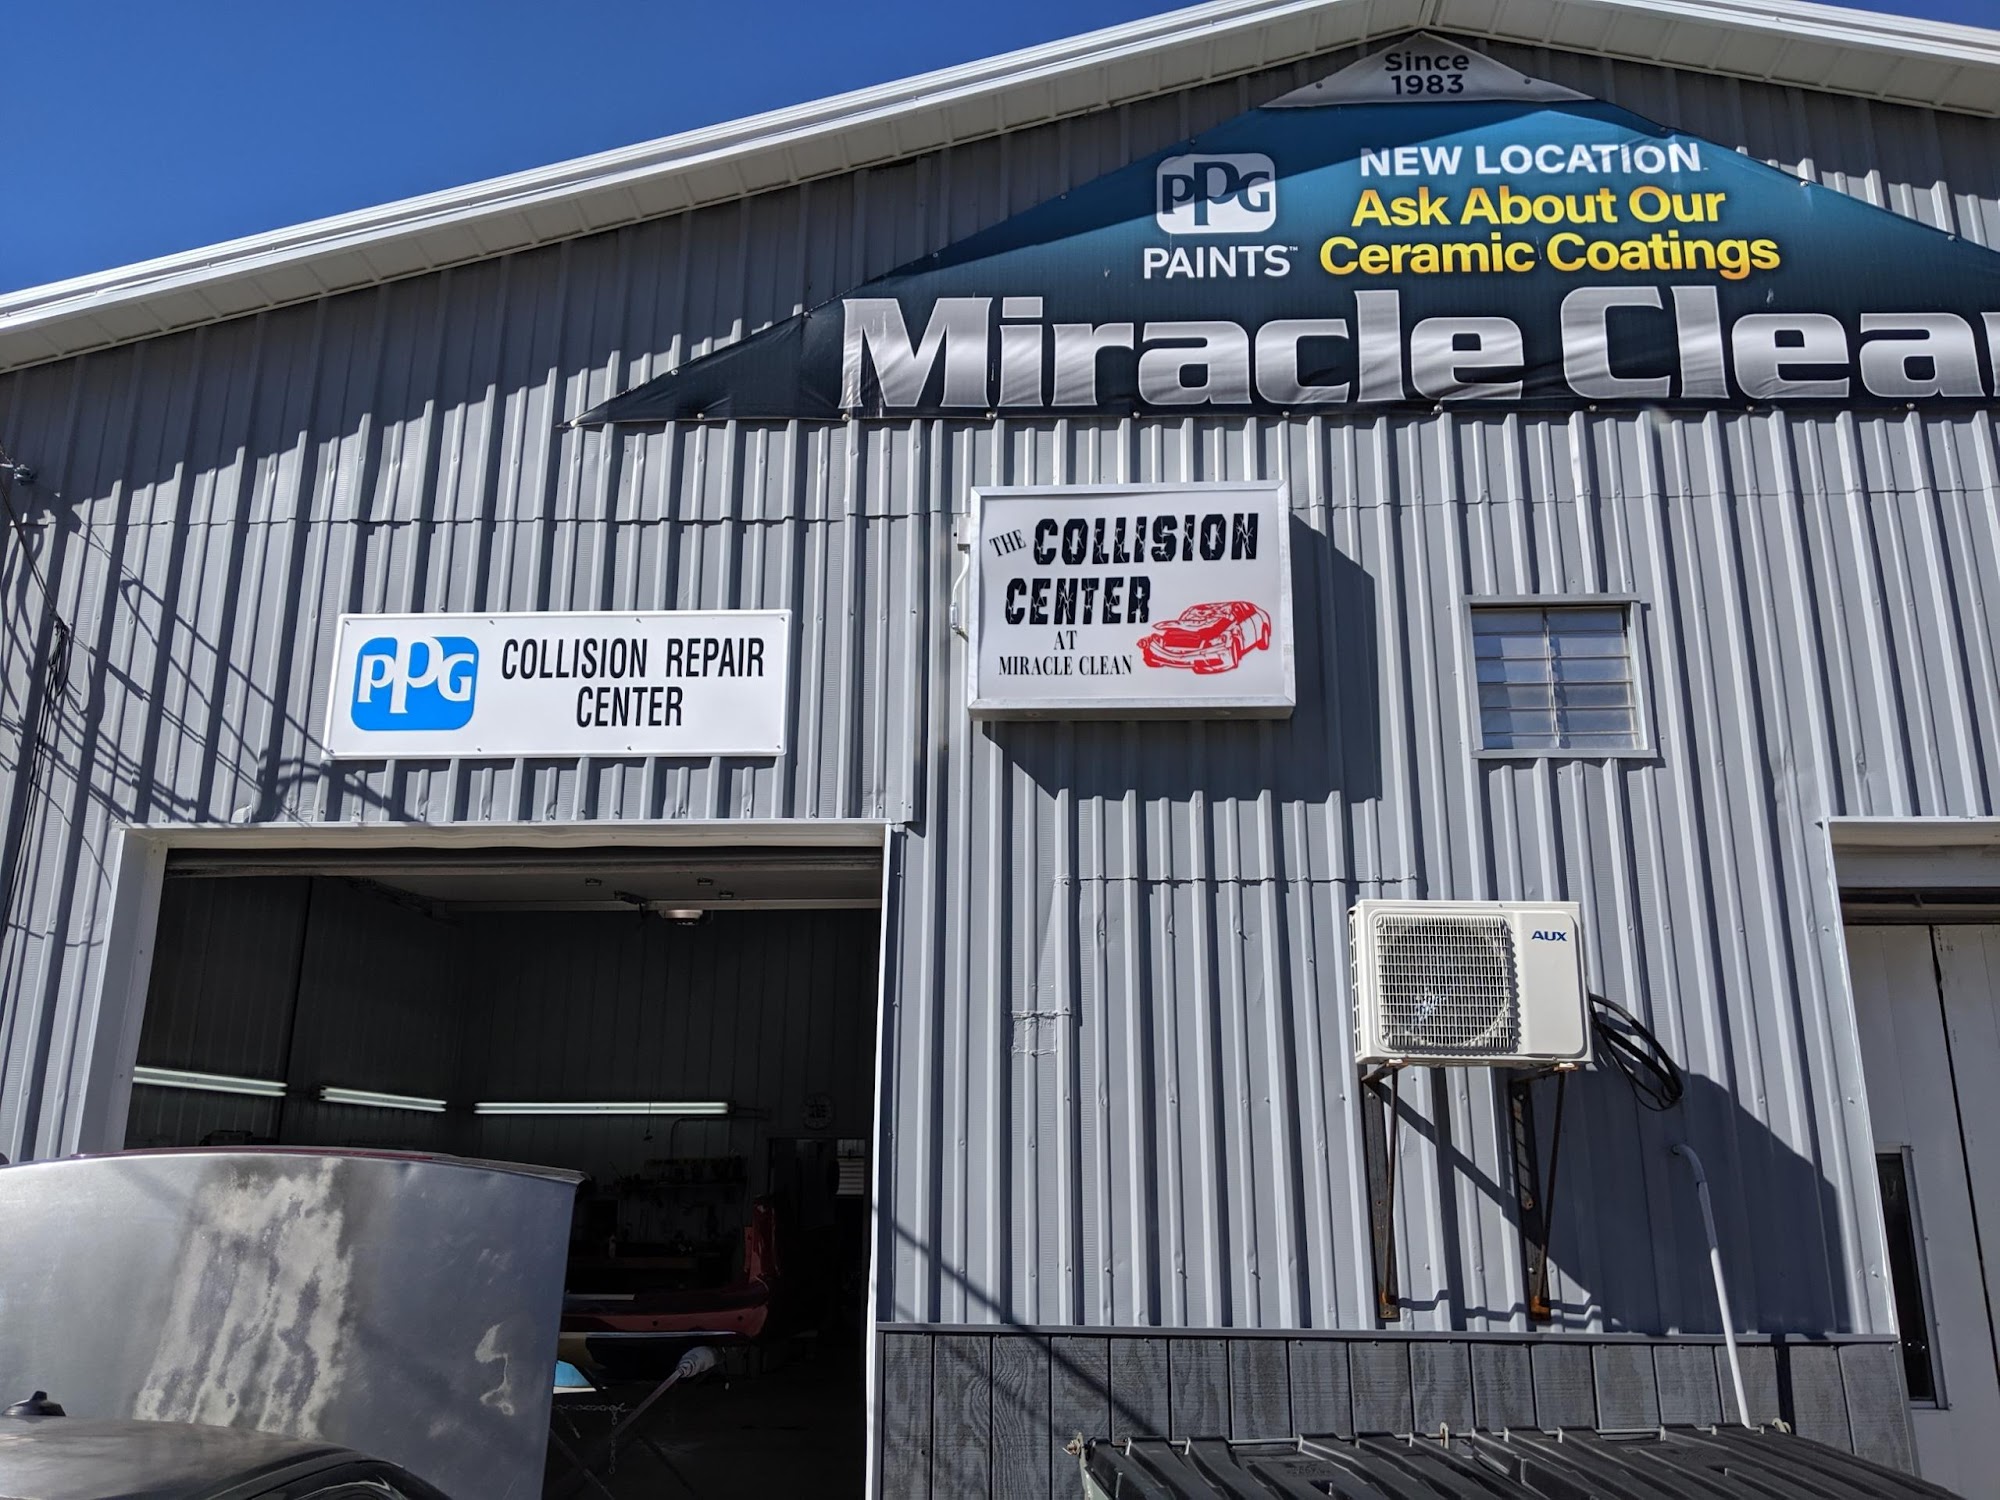 Since
1983
NEW LOCATION
PPG
PAINTS™
Ask About Our
Ceramic Coatings
Miracle Clea
THE COLLISION
CENTER
AT
MIRACLE CLEAN
PPG
COLLISION REPAIR
CENTER
AUX